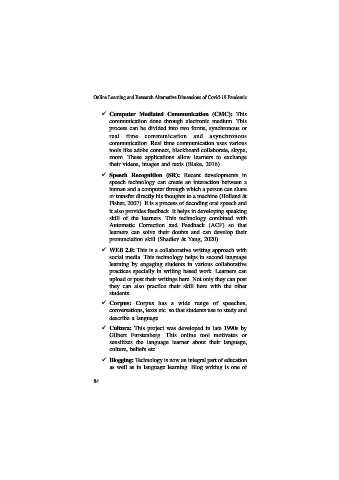 Online Learning and Research Alternative Dimensions of Covid-19 Pandemic
✓ Computer Mediated Communication (CMC): This
communication done through electronic medium. This
process can be divided into two forms, synchronous or
real time communication and asynchronous
communication. Real time communication uses various
tools like adobe connect, blackboard collaborate, skype,
zoom. These applications allow learners to exchange
their videos, images and texts (Blake, 2016)
✓ Speech Recognition (SR): Recent developments in
speech technology can create an interaction between a
human and a computer through which a person can share
or transfer directly his thoughts to a machine (Holland &
Fisher, 2007). It is a process of decoding oral speech and
it also provides feedback. It helps in developing speaking
skill of the learners. This technology combined with
Automatic Correction and Feedback (ACF) so that
learners can solve their doubts and can develop their
pronunciation skill (Shadiev & Yang, 2020)
✓ WEB 2.0: This is a collaborative writing approach with
social media. This technology helps in second language
learning by engaging students in various collaborative
practices specially in writing based work. Learners can
upload or post their writings here. Not only they can post
they can also practice their skill here with the other
students.
✓ Corpus: Corpus has a wide range of speeches,
conversations, texts etc. so that students use to study and
describe a language.
✓ Cultura: This project was developed in late 1990s by
Gilbert Furstenberg. This online tool motivates or
sensitizes the language learner about their language,
culture, beliefs etc.
✓ Blogging: Technology is now an integral part of education
as well as in language learning. Blog writing is one of